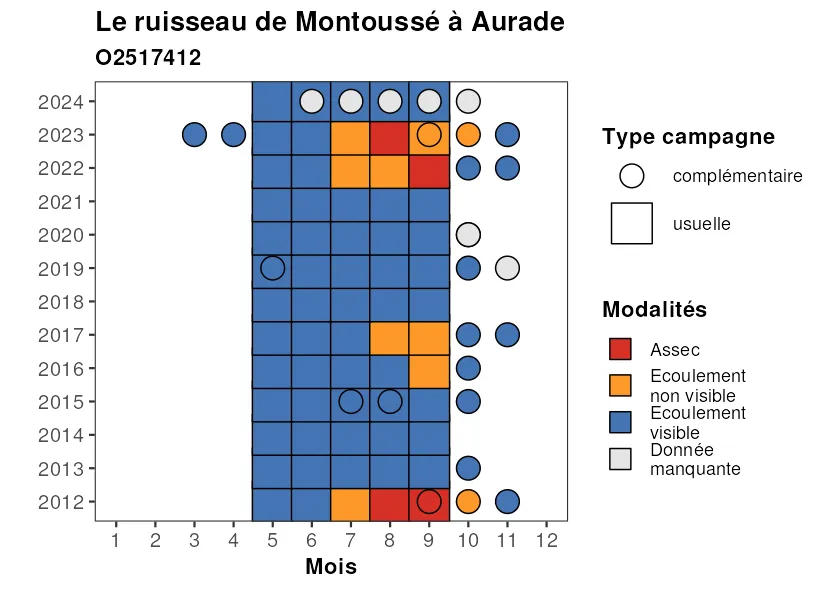 Le ruisseau de Montoussé à Aurade
O2517412
2024
2023
2022
2021
2020
2019
2018
2017
2016
2015
2014
2013
2012
1 2 3 4 5 6 7 8 9 10 11 12
Mois
Type campagne
complémentaire
usuelle
Modalités
Assec
Ecoulement
non visible
Ecoulement
visible
Donnée
manquante